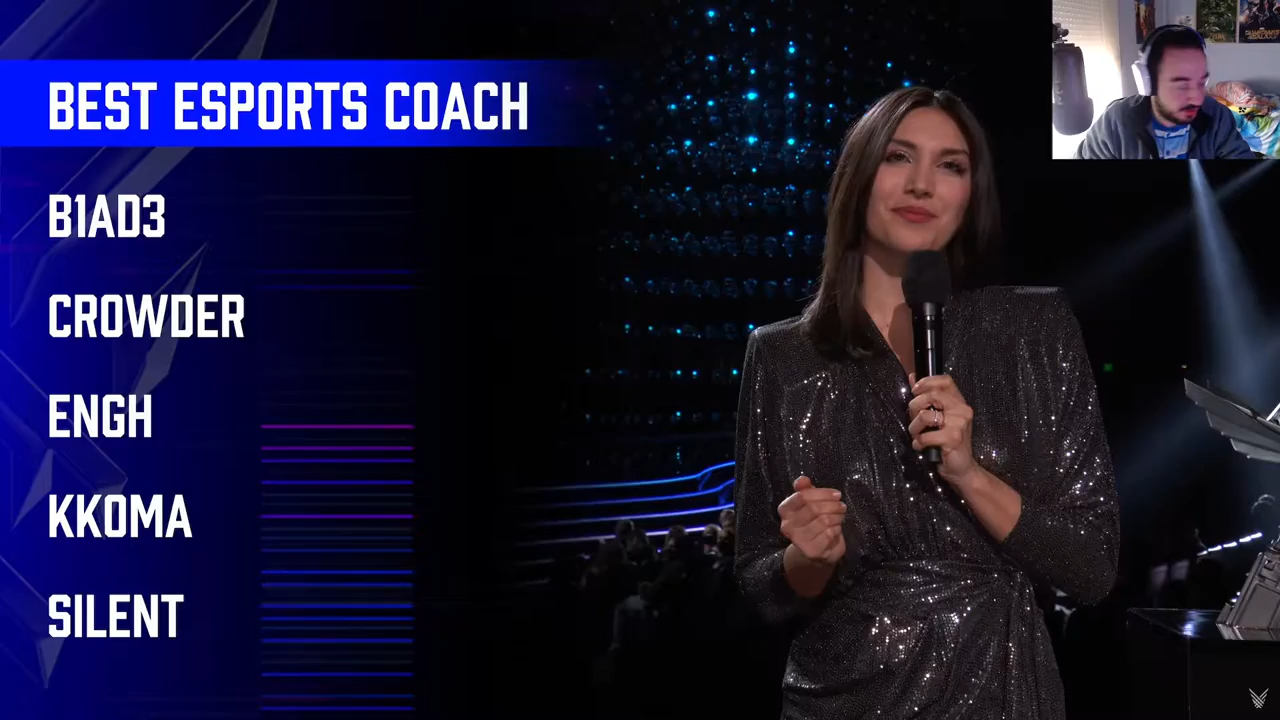 BEST ESPORTS COACH
B1AD3
CROWDER
ENGH
KKOMA
SILENT